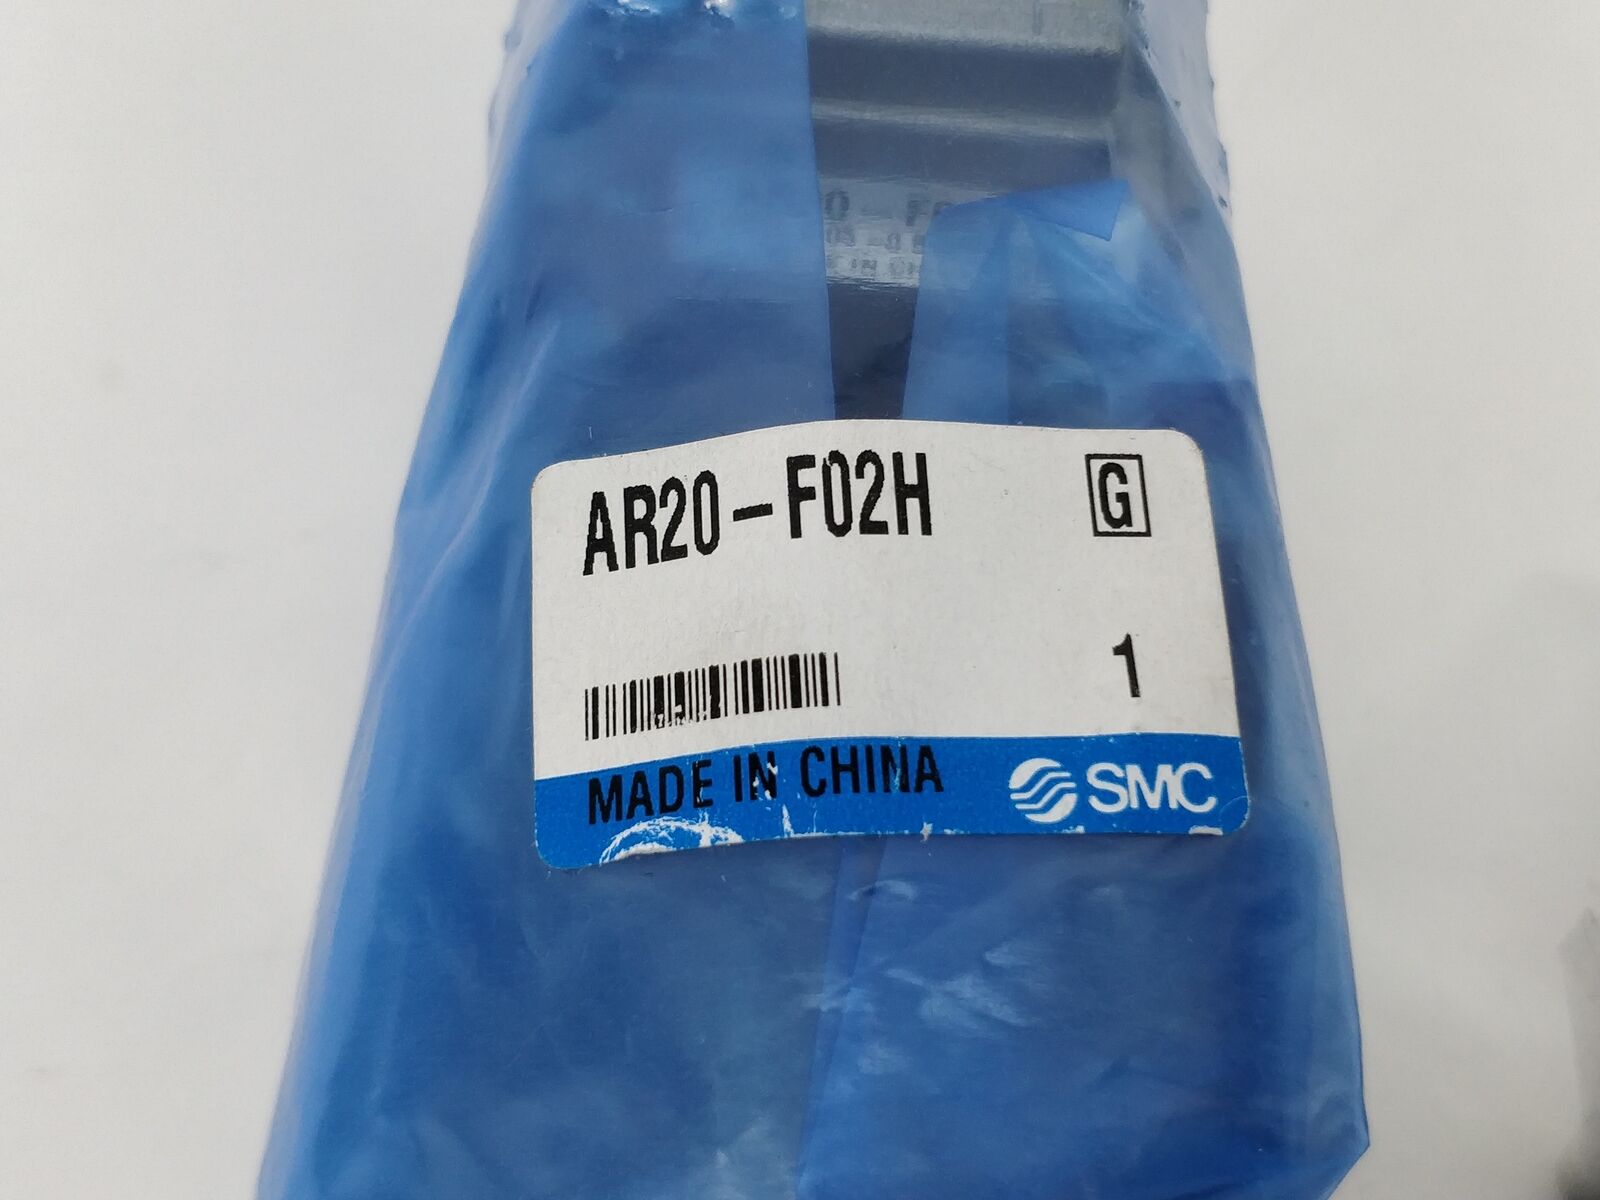 AR20-F02H G
1
MADE IN CHINA SMC